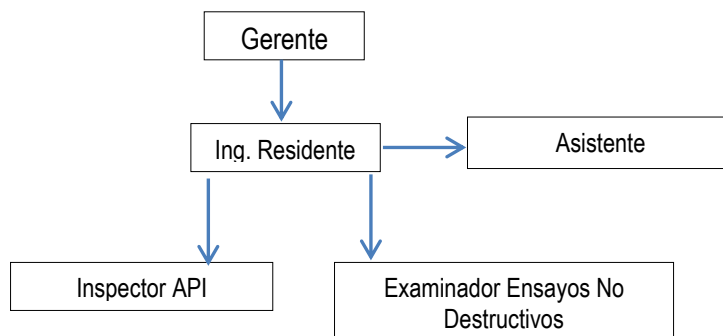 Gerente
Ing. Residente
Asistente
Inspector API
Examinador Ensayos No
Destructivos